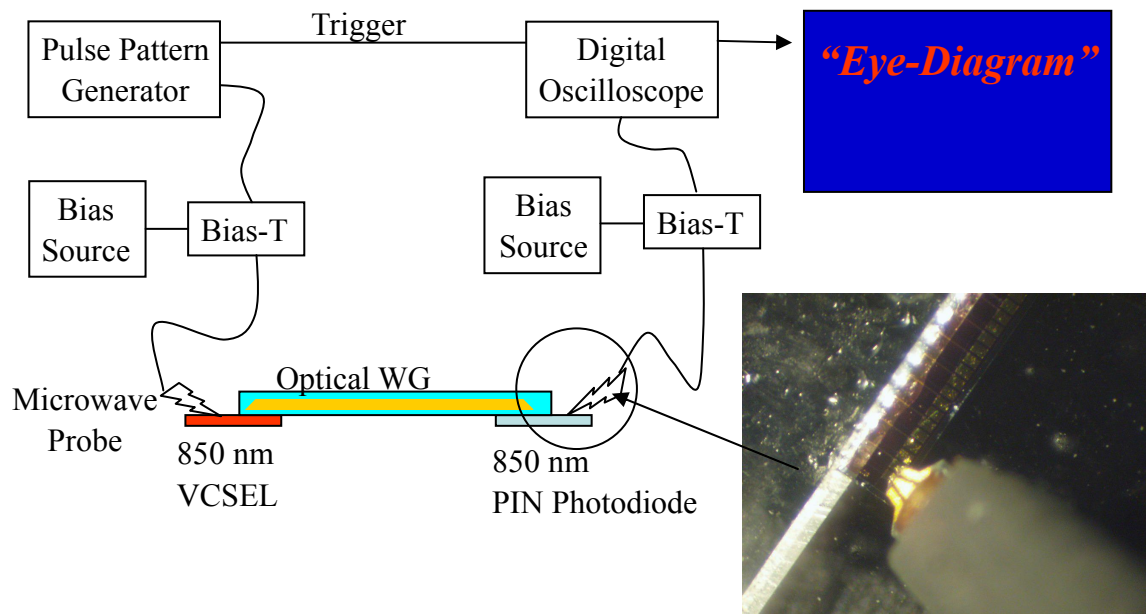 Pulse Pattern
Generator
Trigger
Digital
Oscilloscope
“Eye-Diagram”
Bias
Source
Bias-T
Bias
Source
Bias-T
Microwave
Probe
Optical WG
850 nm
VCSEL
850 nm
PIN Photodiode